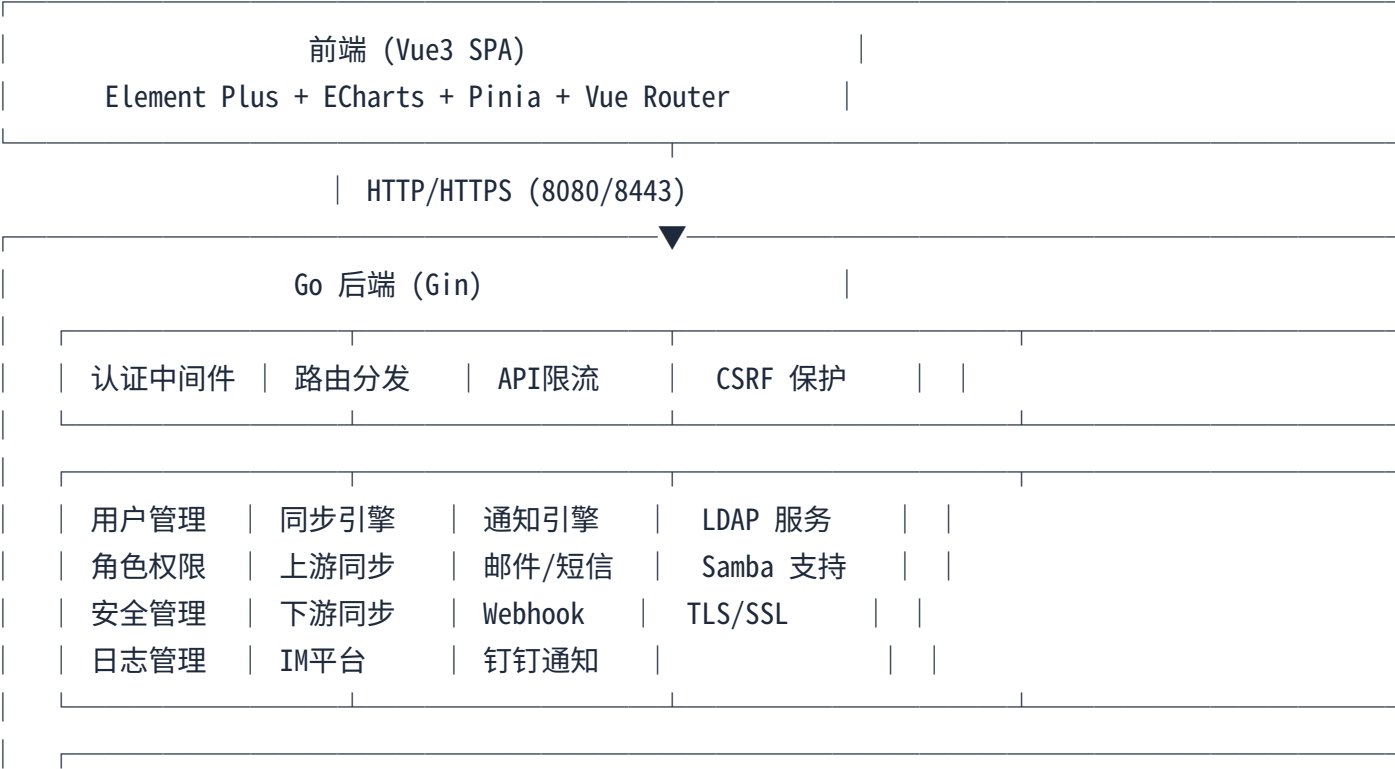 前端 (Vue3 SPA)
Element Plus + ECharts + Pinia + Vue Router
HTTP/HTTPS (8080/8443)
Go 后端 (Gin)
认证中间件 │ 路由分发 │ API限流 │ CSRF 保护
用户管理 │ 同步引擎 │ 通知引擎 │ LDAP 服务
角色权限 │ 上游同步 │ 邮件/短信 │ Samba 支持
安全管理 │ 下游同步 │ Webhook │ TLS/SSL
日志管理 │ IM平台 │ 钉钉通知 │